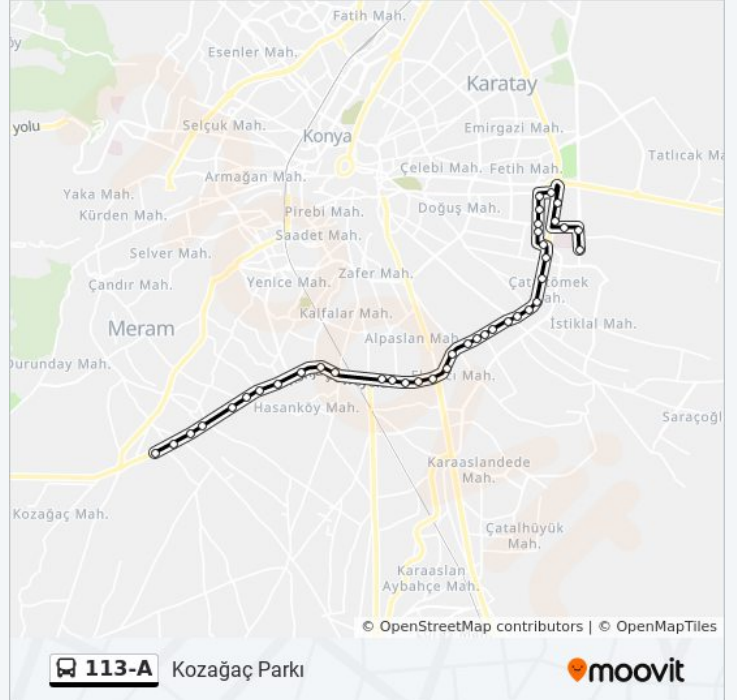 Fatih Mah.
Esenler Mah.
Karatay
yolu
Selçuk Mah.
Konya
Emirgazi Mah.
Tatlıcak Ma
Çelebi Mah.
Fetih Mah.
Armağan Mah.
Yaka Mah.
Kürden Mah.
Pirebi Mah.
Doğuş Mah.
Saadet Mah.
Selver Mah.
Zafer Mah.
Çandır Mah.
Yenice Mah.
Kalfalar Mah.
İstiklal Mah.
Meram
Alpaslan Mah.
Durunday Mah.
Hasanköy Mah.
Saraçoğl
Karaaslandede
Mah.
Kozağaç Mah.
Çatalhüyük
Mah.
Karaaslan
Aybahçe Mah.
© OpenStreetMap contributors | © OpenMapTiles
113-A Kozağaç Parkı
moovit